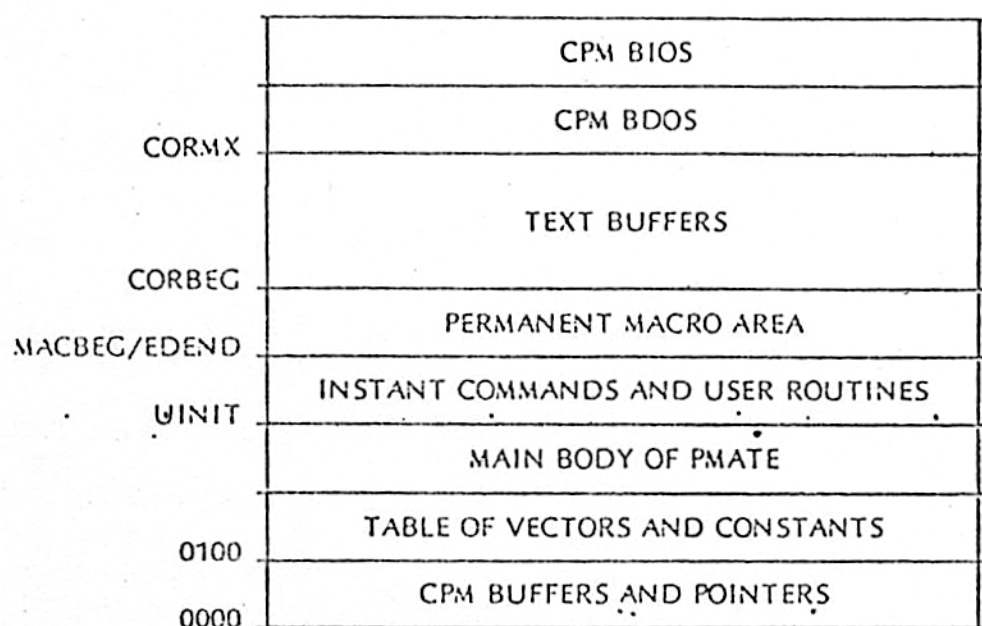 CPM BIOS
CPM BDOS
CORMX
TEXT BUFFERS
CORBEG
PERMANENT MACRO AREA
MACBEG/EDEND
INSTANT COMMANDS AND USER ROUTINES
UINIT
MAIN BODY OF PMATE
TABLE OF VECTORS AND CONSTANTS
0100
CPM BUFFERS AND POINTERS
0000